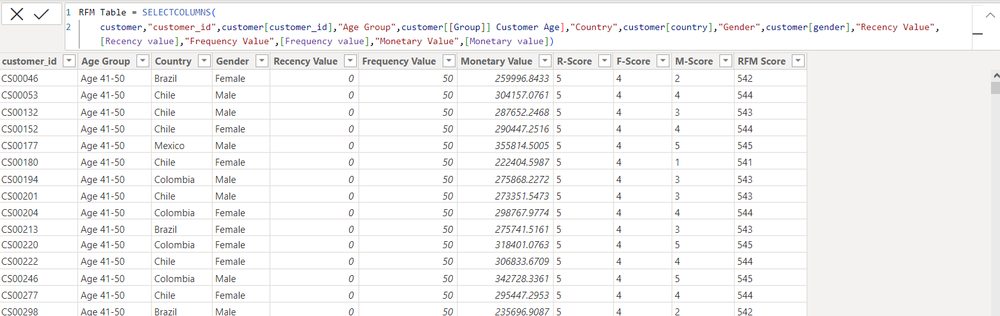 1 RFM Table = SELECTCOLUMNS(
2 customer,"customer_id",customer[customer_id],"Age Group",customer[[Group]] Customer Age],"Country",customer[country],"Gender",customer[gender],"Recency Value",
[Recency value],"Frequency Value",[Frequency value],"Monetary Value",[Monetary value])
customer_id Age Group Country Gender Recency Value Frequency Value Monetary Value R-Score F-Score M-Score RFM Score
CS00046 Age 41-50 Brazil Female 0 50 259996.8433 5 4 2 542
CS00053 Age 41-50 Chile Male 0 50 304157.0761 5 4 4 544
CS00132 Age 41-50 Chile Male 0 50 287652.2468 5 4 3 543
CS00152 Age 41-50 Chile Female 0 50 290447.2516 5 4 4 544
CS00177 Age 41-50 Mexico Male 0 50 355814.5005 5 4 5 545
CS00180 Age 41-50 Chile Female 0 50 222404.5987 5 4 1 541
CS00194 Age 41-50 Colombia Male 0 50 275868.2272 5 4 3 543
CS00201 Age 41-50 Chile Male 0 50 273351.5473 5 4 3 543
CS00204 Age 41-50 Colombia Female 0 50 298767.9774 5 4 4 544
CS00213 Age 41-50 Brazil Female 0 50 275741.5161 5 4 3 543
CS00220 Age 41-50 Colombia Female 0 50 318401.0763 5 4 5 545
CS00222 Age 41-50 Chile Female 0 50 306833.6709 5 4 4 544
CS00246 Age 41-50 Colombia Male 0 50 342728.3361 5 4 5 545
CS00277 Age 41-50 Chile Female 0 50 295447.2953 5 4 4 544
CS00298 Age 41-50 Brazil Male 0 50 235696.9087 5 4 2 542